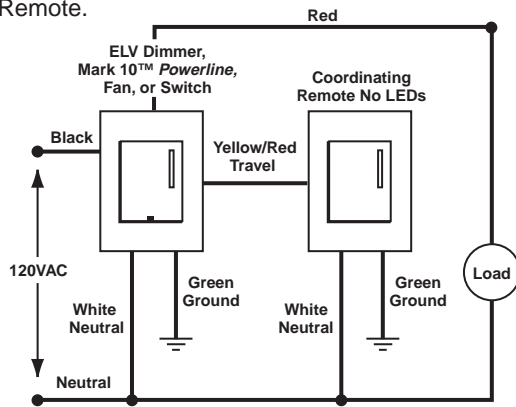 Remote.
Red
ELV Dimmer,
Mark 10™ Powerline,
Fan, or Switch
Coordinating
Remote No LEDs
Black
Yellow/Red
Travel
120VAC
Green
Ground
Green
Ground
Load
White
Neutral
White
Neutral
Neutral